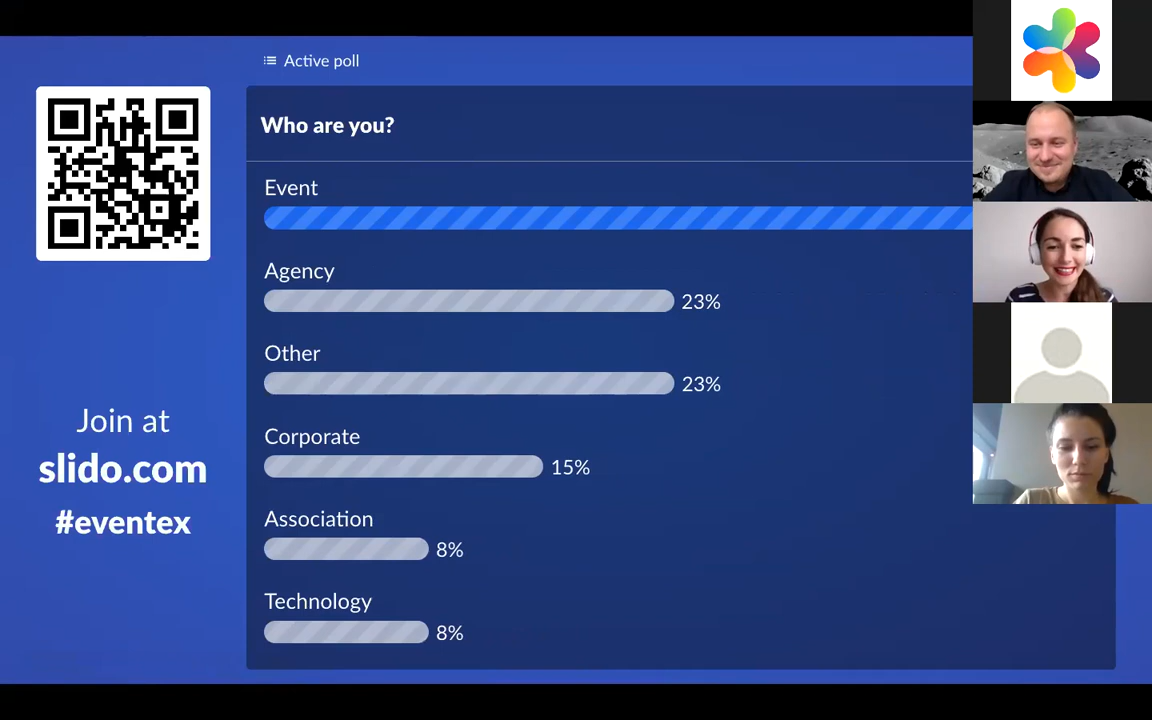 Active poll
Who are you?
Event
Agency
23%
Other
23%
Corporate
15%
Association
8%
Technology
8%
Join at
slido.com
#eventex